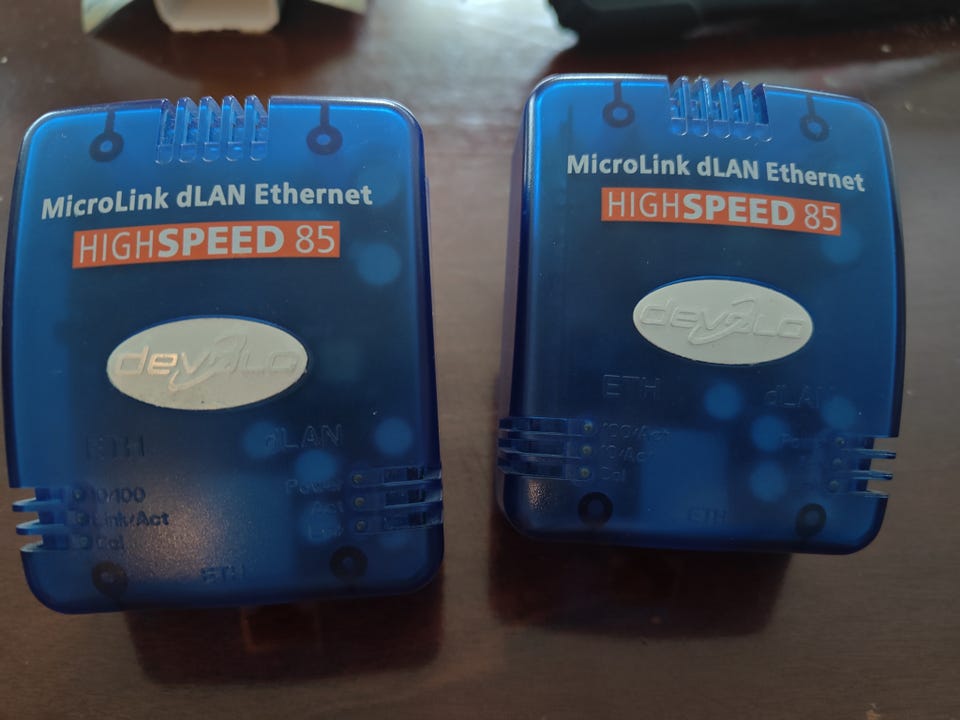 MicroLink dLAN Ethernet
HIGHSPEED 85
devolo
ETH
dLAN
10/100
Link/Act
Col
Power
Act
Link
ETH
MicroLink dLAN Ethernet
HIGHSPEED 85
devolo
ETH
dLAN
100/Act
10/Act
Col
Power
ETH